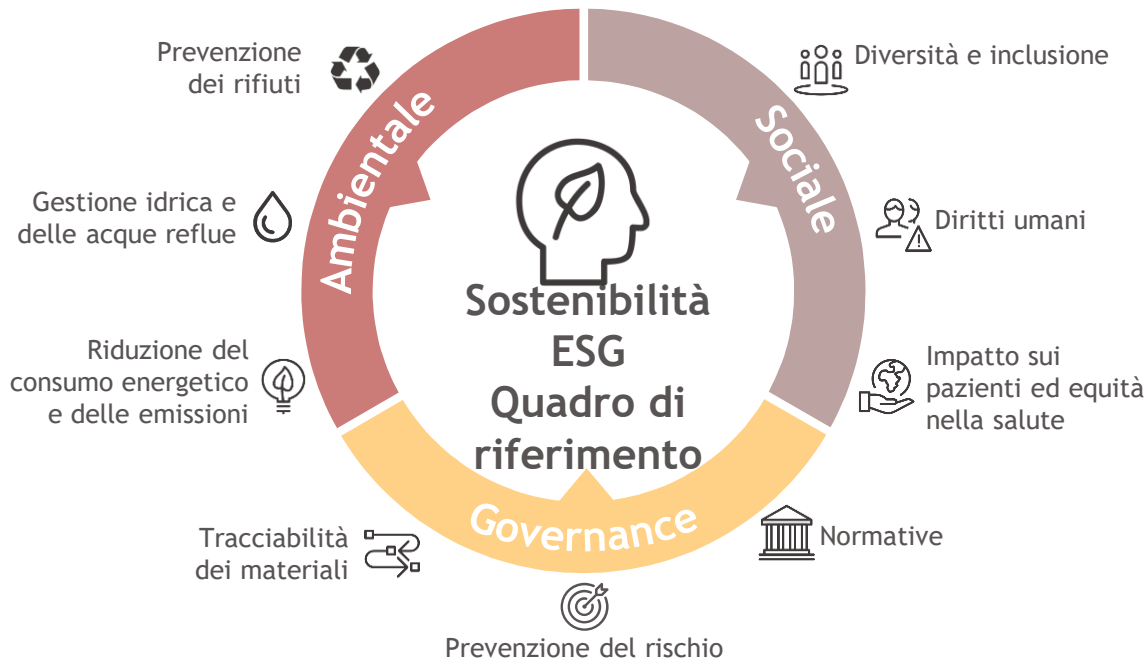 Prevenzione
dei rifiuti
Gestione idrica e
delle acque reflue
Riduzione del
consumo energetico
e delle emissioni
Ambientale
Sociale
Governance
Sostenibilità
ESG
Quadro di
riferimento
Diversità e inclusione
Diritti umani
Impatto sui
pazienti ed equità
nella salute
Normative
Tracciabilità
dei materiali
Prevenzione del rischio